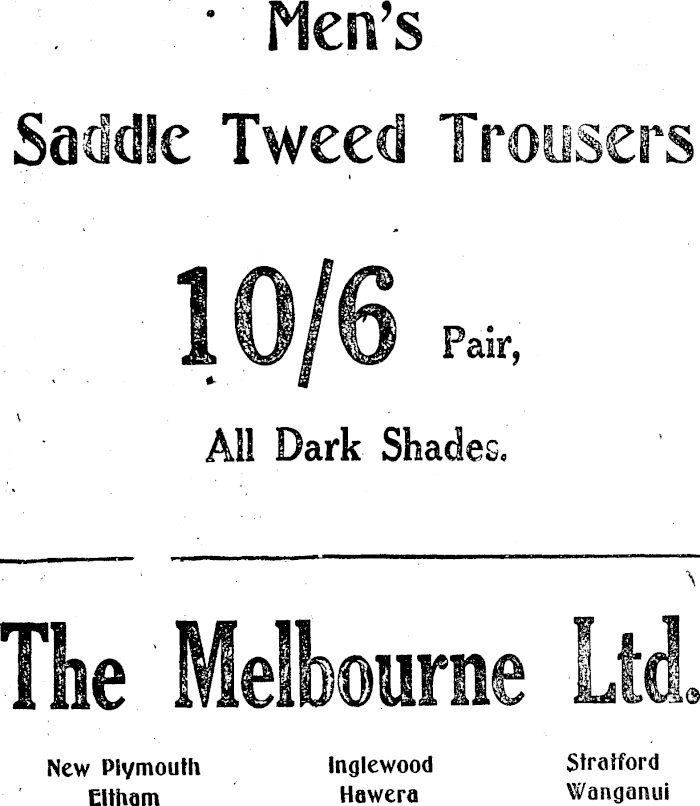 Men's
Saddle Tweed Trousers
10/6 Pair,
All Dark Shades.
The Melbourne Ltd.
New Plymouth Inglewood Stratford
Eltham Hawera Wanganui